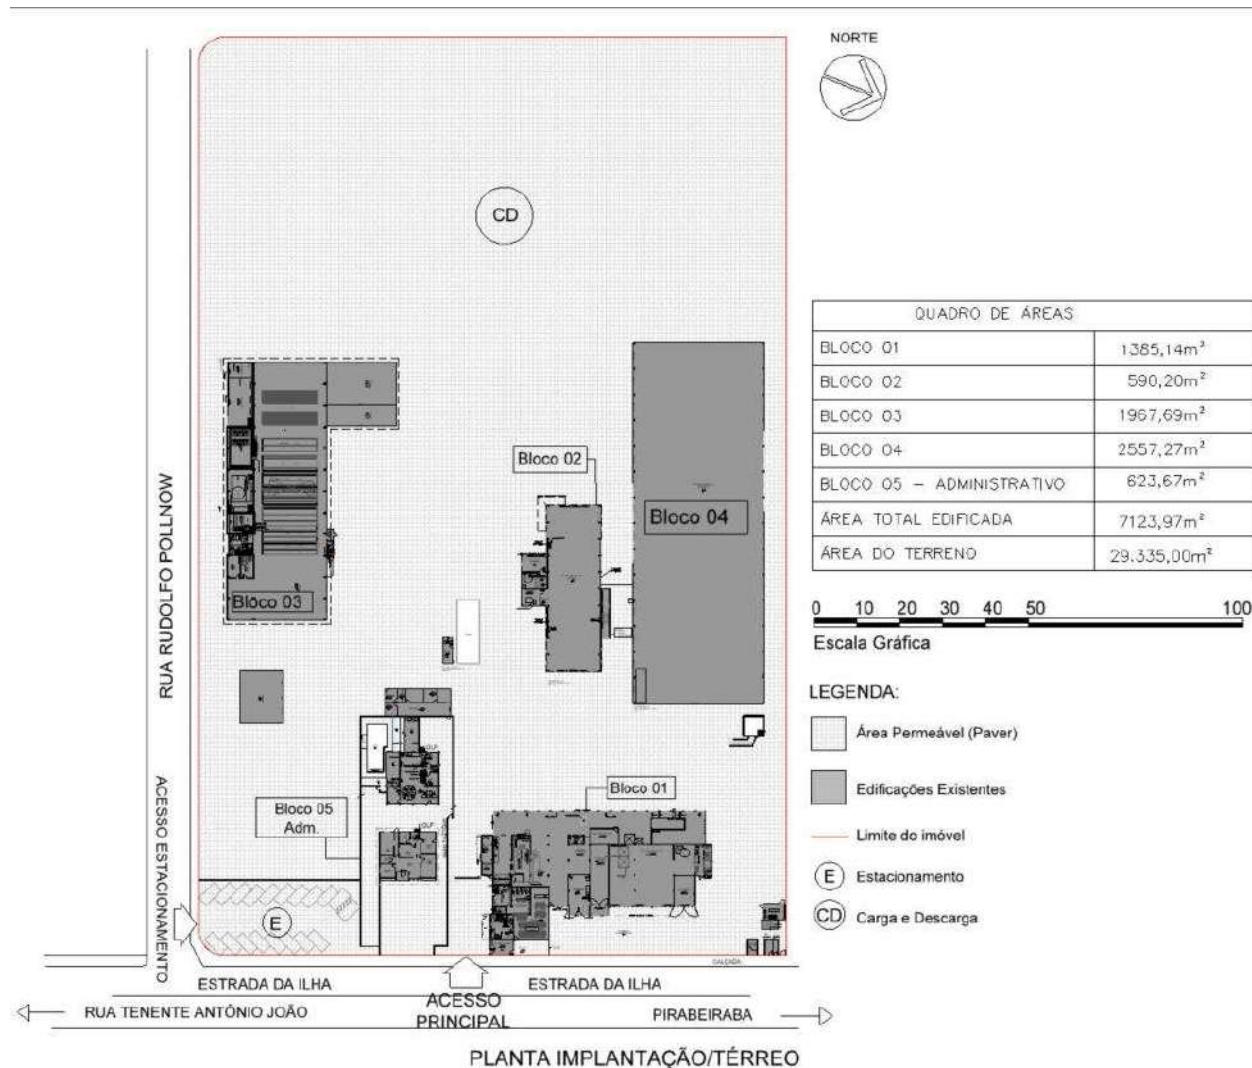 NORTE
CD
QUADRO DE ÁREAS
BLOCO 01 1385,14m²
BLOCO 02 590,20m²
BLOCO 03 1967,69m²
BLOCO 04 2557,27m²
BLOCO 05 - ADMINISTRATIVO 623,67m²
ÁREA TOTAL EDIFICADA 7123,97m²
ÁREA DO TERRENO 29.335,00m²
0 10 20 30 40 50 100
Escala Gráfica
LEGENDA:
Área Permeável (Paver)
Edificações Existentes
Limite do imóvel
E Estacionamento
CD Carga e Descarga
Bloco 02
Bloco 04
Bloco 03
RUA RUDOLFO POLLNOW
Bloco 01
Bloco 05
Adm.
ACESSO ESTACIONAMENTO
E
CALÇADA
ESTRADA DA ILHA
ESTRADA DA ILHA
RUA TENENTE ANTÔNIO JOÃO
ACESSO
PRINCIPAL
PIRABEIRABA
PLANTA IMPLANTAÇÃO/TÉRREO